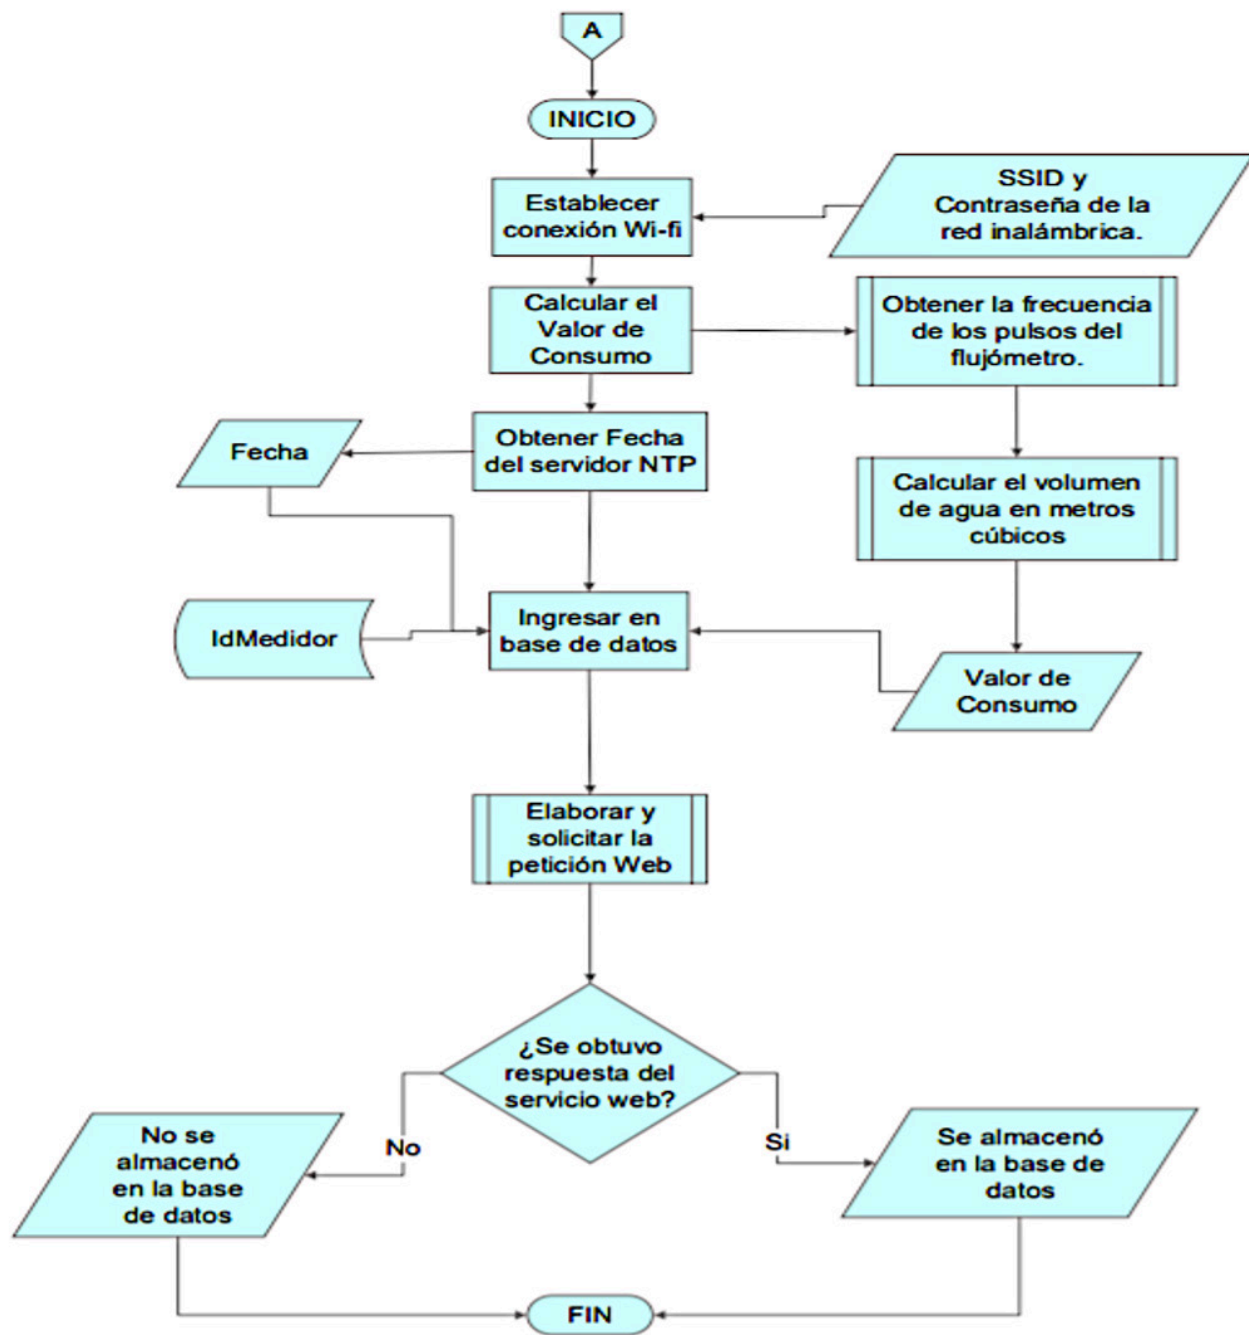 A
INICIO
Establecer
conexión Wi-fi
SSID y
Contraseña de la
red inalámbrica.
Calcular el
Valor de
Consumo
Obtener la frecuencia
de los pulsos del
flujómetro.
Fecha
Obtener Fecha
del servidor NTP
Calcular el volumen
de agua en metros
cúbicos
IdMedidor
Ingresar en
base de datos
Valor de
Consumo
Elaborar y
solicitar la
petición Web
¿Se obtuvo
respuesta del
servicio web?
No
Si
No se
almacenó
en la base
de datos
Se almacenó
en la base de
datos
FIN